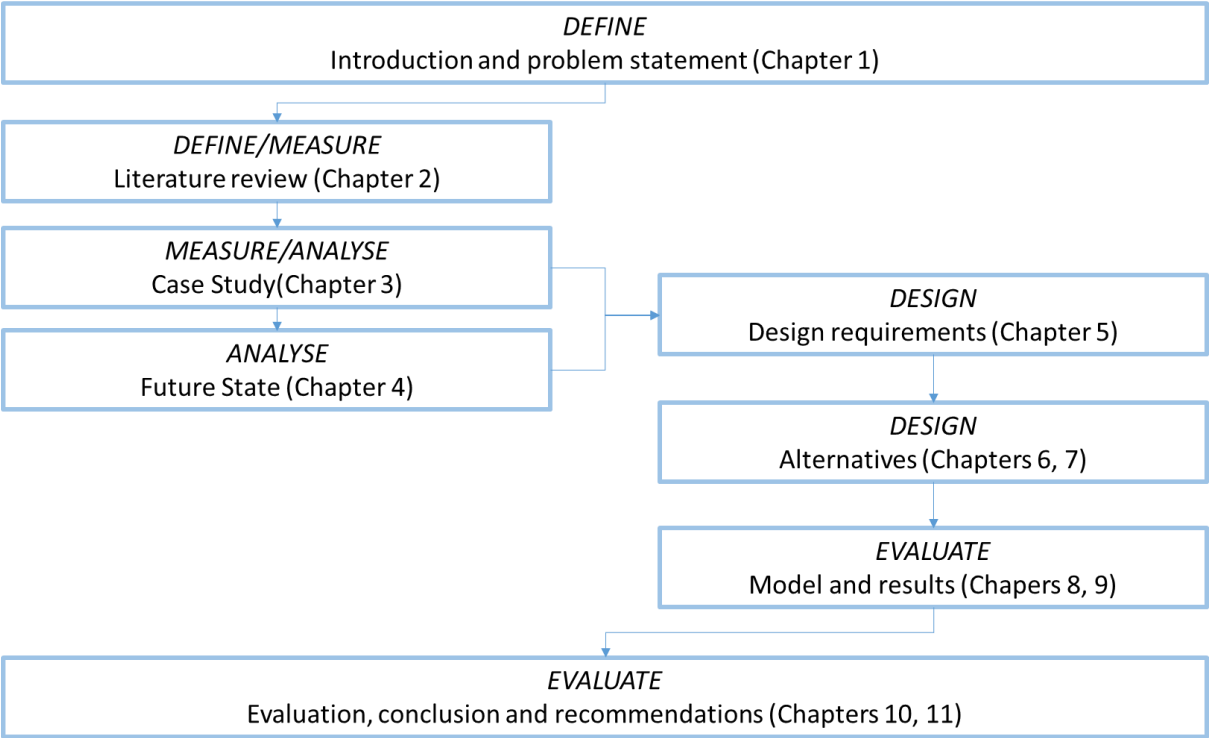 DEFINE
Introduction and problem statement (Chapter 1)
DEFINE/MEASURE
Literature review (Chapter 2)
MEASURE/ANALYSE
Case Study(Chapter 3)
ANALYSE
Future State (Chapter 4)
DESIGN
Design requirements (Chapter 5)
DESIGN
Alternatives (Chapters 6, 7)
EVALUATE
Model and results (Chapers 8, 9)
EVALUATE
Evaluation, conclusion and recommendations (Chapters 10, 11)